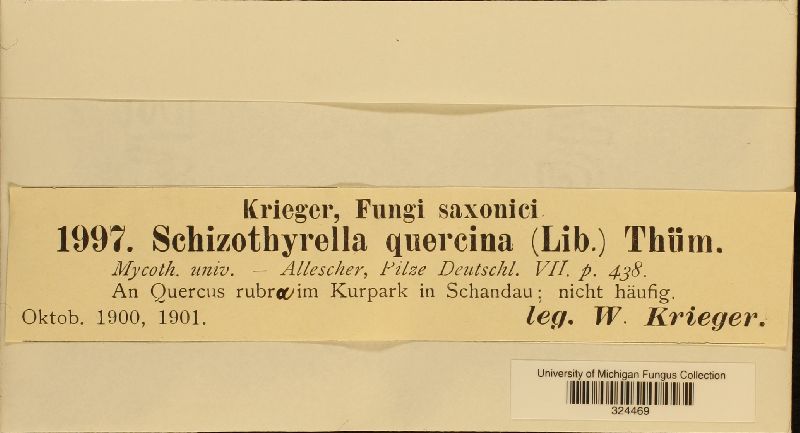 Krieger, Fungi saxonici.
1997. Schizothyrella quercina (Lib.) Thüm.
Mycoth. univ. — Allescher, Pilze Deutschl. VII. p. 438.
An Quercus rubra im Kurpark in Schandau; nicht häufig.
Oktob. 1900, 1901. leg. W. Krieger.
University of Michigan Fungus Collection
324469